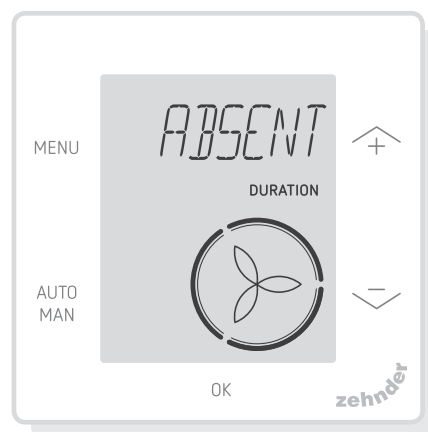 ABSENT
MENU
+
DURATION
AUTO
MAN
−
OK
zehnder